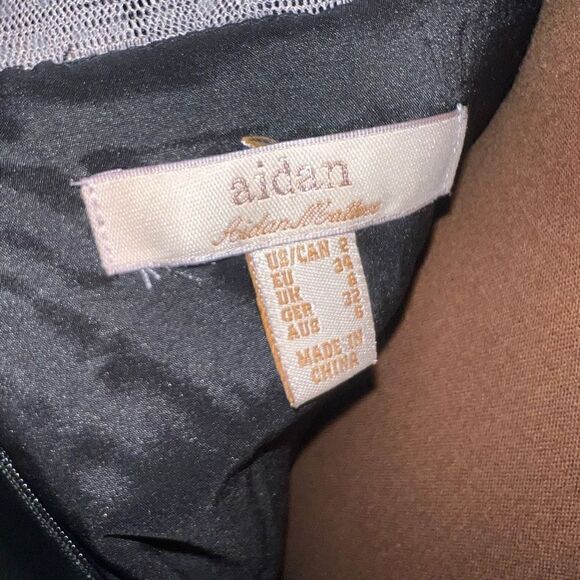 aidan
Aidan Mattox
US/CAN 2
EU 34
UK 6
GER 32
AUS 6
MADE IN
CHINA